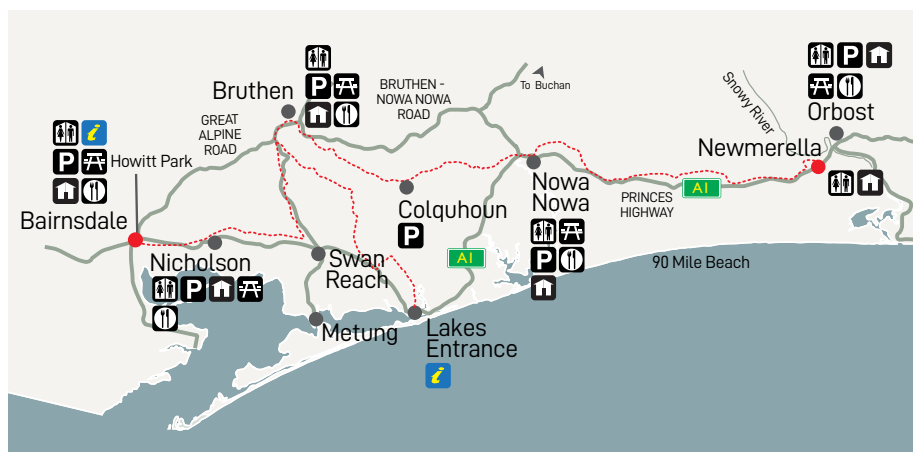 Bruthen
P
GREAT
ALPINE
ROAD
BRUTHEN -
NOWA NOWA
ROAD
To Buchan
Snowy River
P
Orbost
Newmerella
i
P
Howitt Park
Bairnsdale
Nicholson
P
Swan
Reach
Metung
Colquhoun
P
A1
Lakes
Entrance
i
Nowa
Nowa
P
PRINCES
HIGHWAY
A1
90 Mile Beach